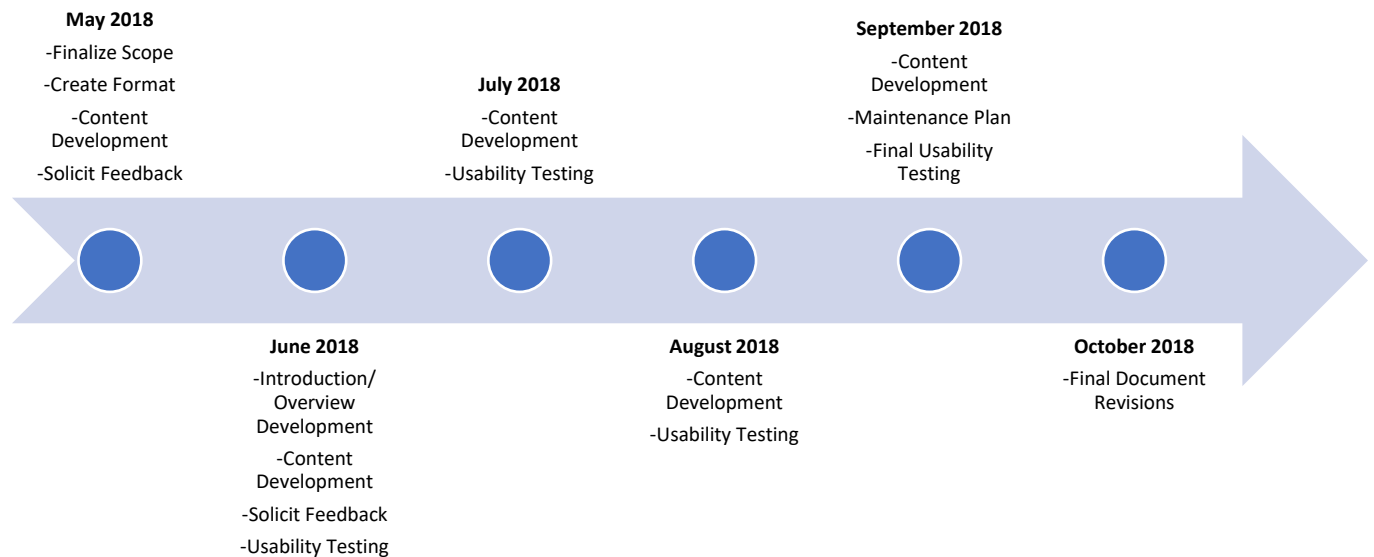 May 2018
-Finalize Scope
-Create Format
-Content
Development
-Solicit Feedback
June 2018
-Introduction/
Overview
Development
-Content
Development
-Solicit Feedback
-Usability Testing
July 2018
-Content
Development
-Usability Testing
August 2018
-Content
Development
-Usability Testing
September 2018
-Content
Development
-Maintenance Plan
-Final Usability
Testing
October 2018
-Final Document
Revisions